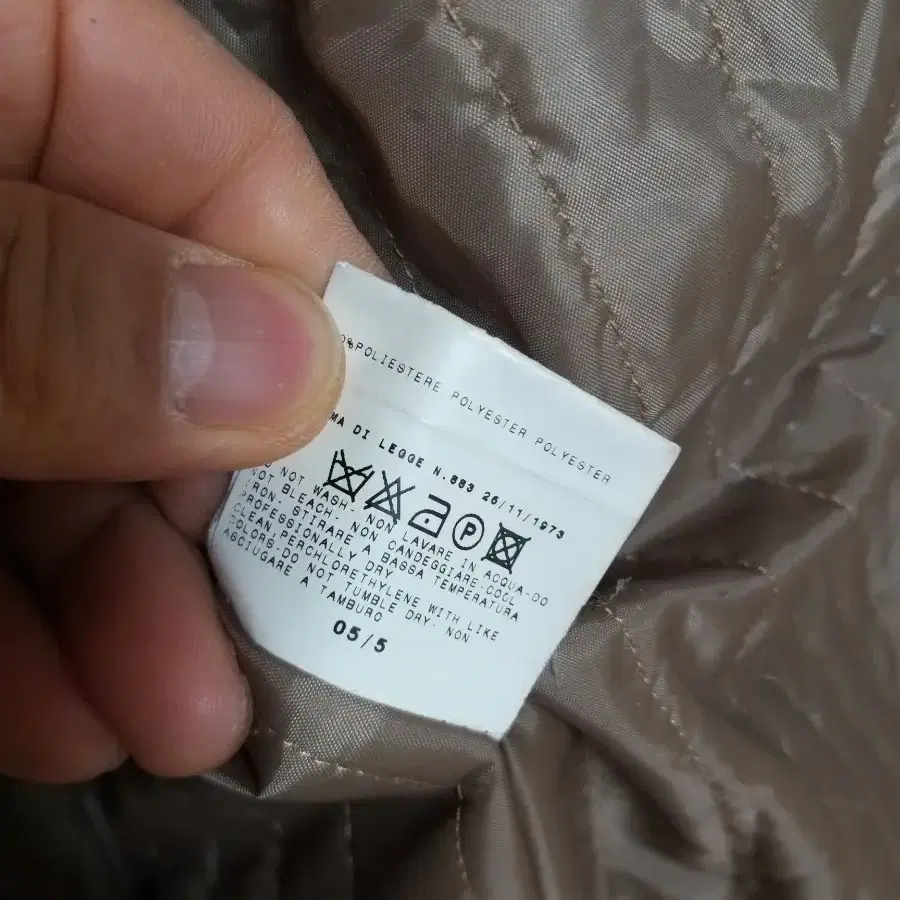 0%POLIESTERE POLYESTER POLYESTER
MA DI LEGGE N.883 26/11/1973
P
NOT WASH- NON LAVARE IN ACQUA-DO
NOT BLEACH- NON CANDEGGIARE-COOL
IRON- STIRARE A BASSA TEMPERATURA
PROFESSIONALLY DRY
CLEAN,PERCHLORETHYLENE WITH LIKE
COLORS-DO NOT TUMBLE DRY- NON
ASCIUGARE A TAMBURO
05/5